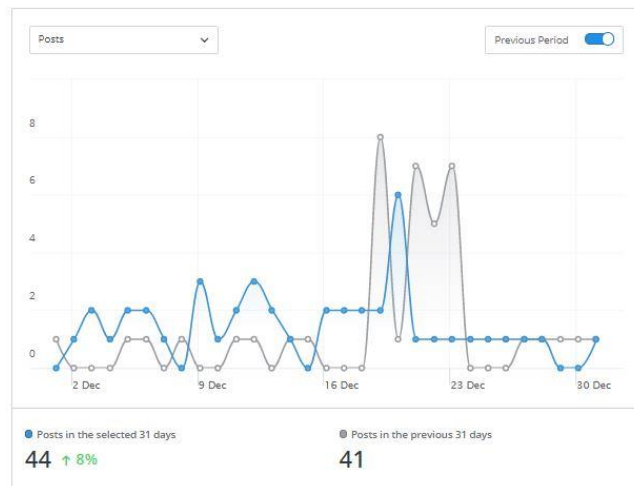 Posts
Previous Period
8
6
4
2
0
2 Dec
9 Dec
16 Dec
23 Dec
30 Dec
Posts in the selected 31 days
Posts in the previous 31 days
44 ↑ 8%
41